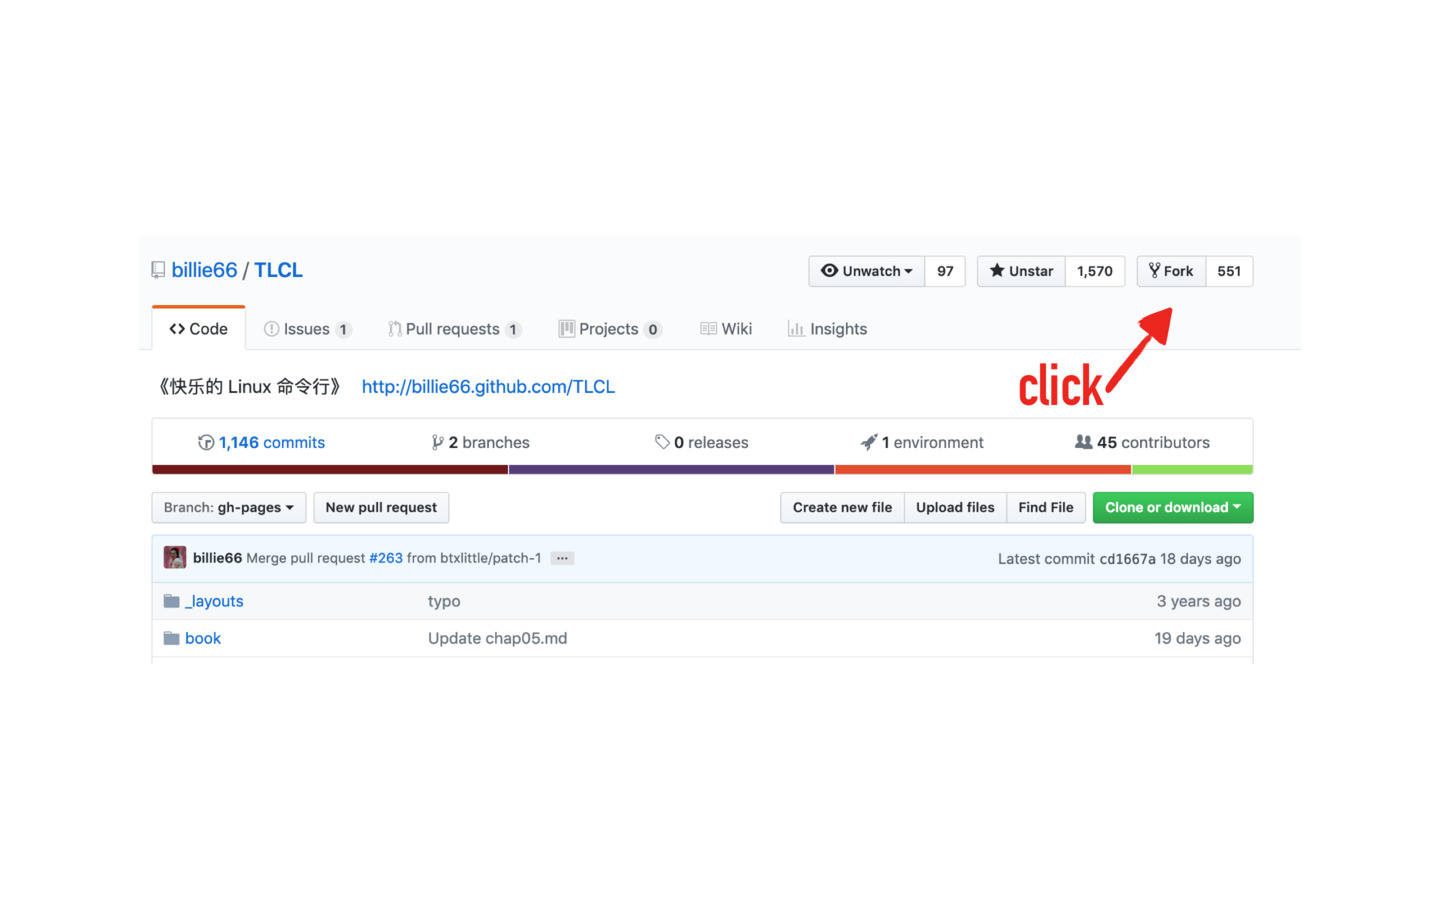 billie66 / TLCL
Unwatch 97 Unstar 1,570 Fork 551
Code Issues 1 Pull requests 1 Projects 0 Wiki Insights
click
《快乐的 Linux 命令行》 http://billie66.github.com/TLCL
1,146 commits 2 branches 0 releases 1 environment 45 contributors
Branch: gh-pages New pull request Create new file Upload files Find File Clone or download
billie66 Merge pull request #263 from btxlittle/patch-1 ... Latest commit cd1667a 18 days ago
_layouts typo 3 years ago
book Update chap05.md 19 days ago